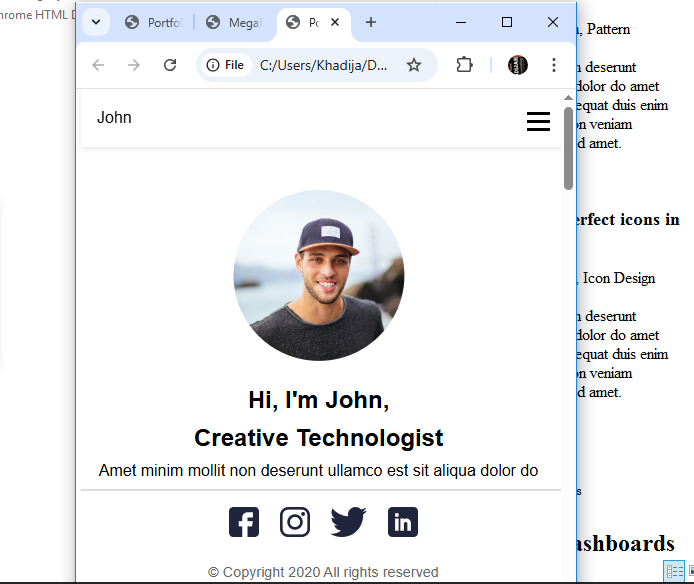 chrome HTML D
Portfo
Megal
Po
File
C:/Users/Khadija/D...
John
Hi, I'm John,
Creative Technologist
Amet minim mollit non deserunt ullamco est sit aliqua dolor do
© Copyright 2020 All rights reserved
, Pattern
deserunt
dolor do amet
equat duis enim
on veniam
d amet.
erfect icons in
, Icon Design
deserunt
dolor do amet
equat duis enim
on veniam
d amet.
s
ashboards